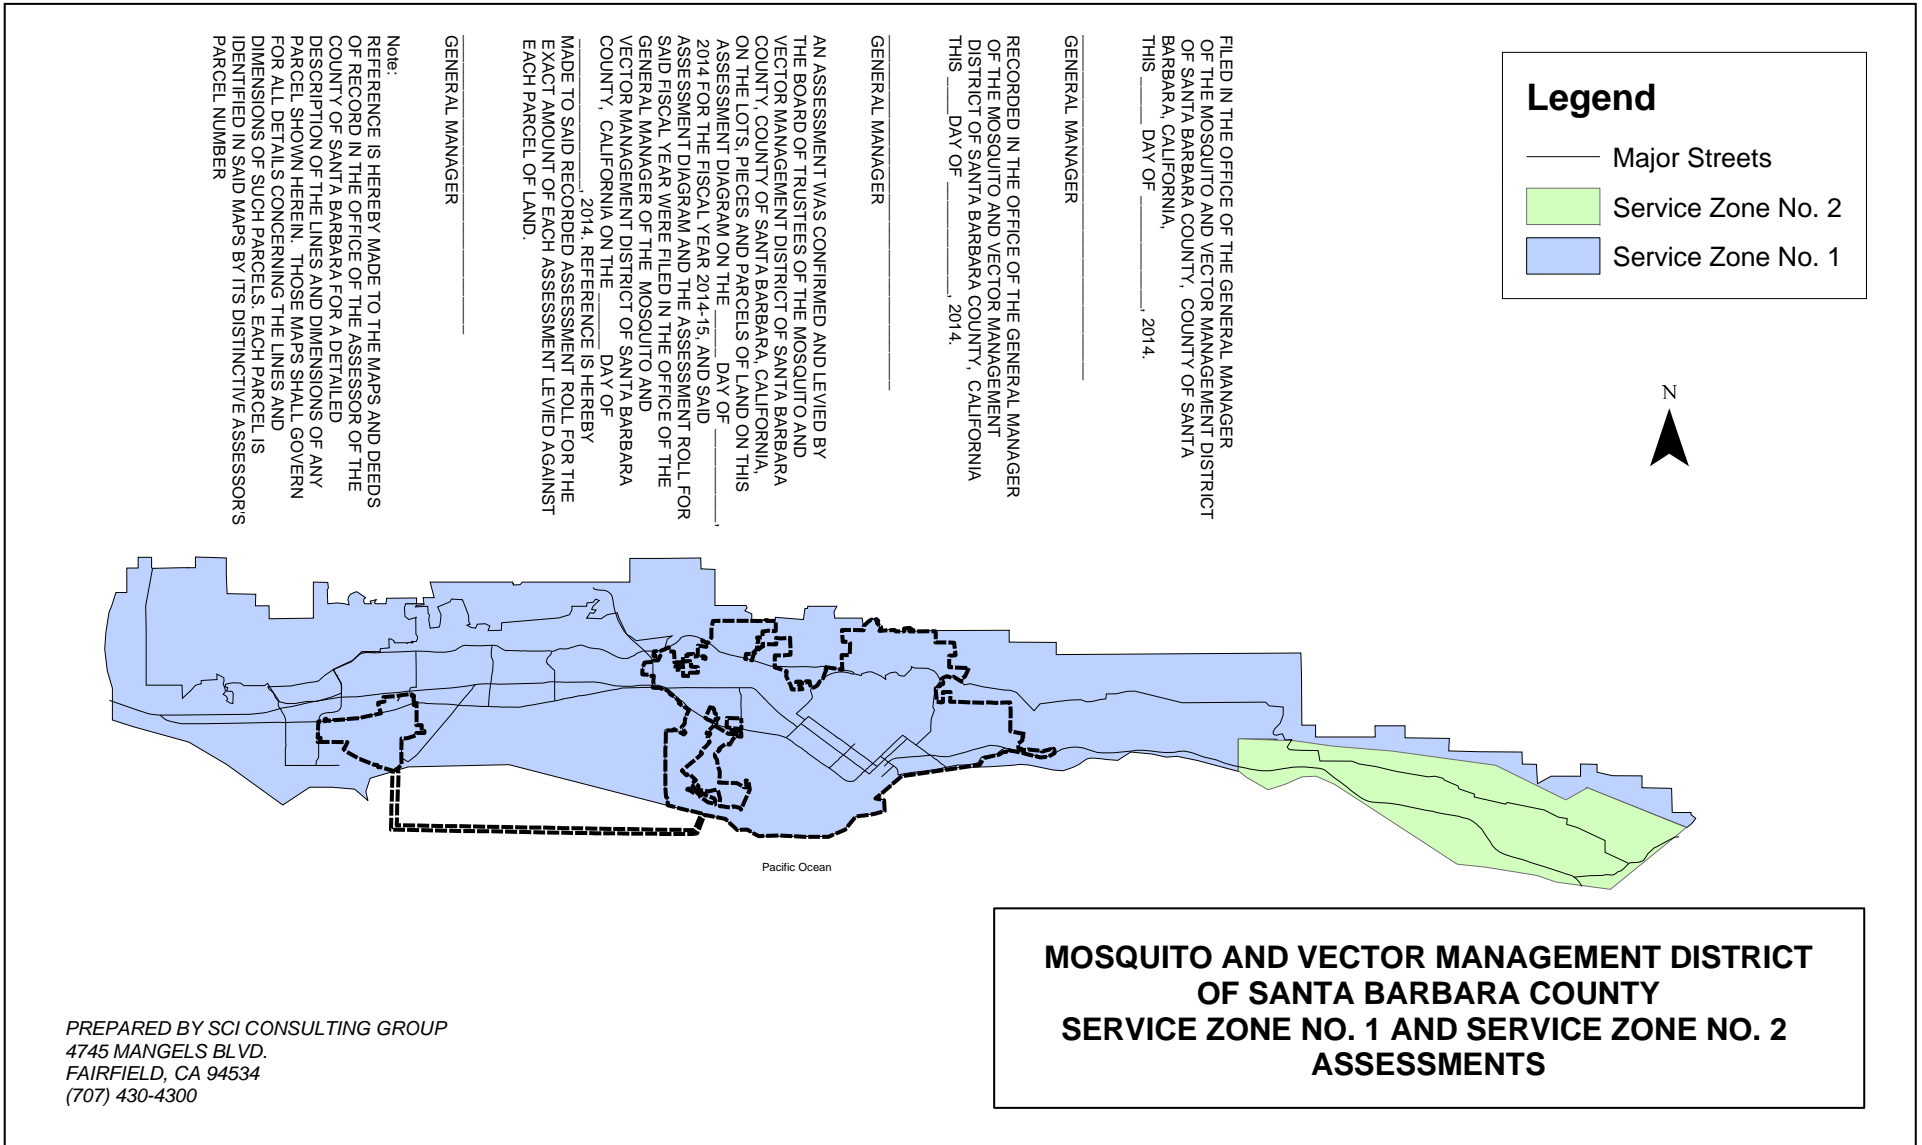 FILED IN THE OFFICE OF THE GENERAL MANAGER
OF THE MOSQUITO AND VECTOR MANAGEMENT DISTRICT
OF SANTA BARBARA COUNTY, COUNTY OF SANTA
BARBARA, CALIFORNIA,
THIS ______ DAY OF ____________, 2014.
GENERAL MANAGER
RECORDED IN THE OFFICE OF THE GENERAL MANAGER
OF THE MOSQUITO AND VECTOR MANAGEMENT
DISTRICT OF SANTA BARBARA COUNTY, CALIFORNIA
THIS _____ DAY OF ____________, 2014.
GENERAL MANAGER
AN ASSESSMENT WAS CONFIRMED AND LEVIED BY
THE BOARD OF TRUSTEES OF THE MOSQUITO AND
VECTOR MANAGEMENT DISTRICT OF SANTA BARBARA
COUNTY, COUNTY OF SANTA BARBARA, CALIFORNIA,
ON THE LOTS, PIECES AND PARCELS OF LAND ON THIS
ASSESSMENT DIAGRAM ON THE ______ DAY OF __________,
2014 FOR THE FISCAL YEAR 2014-15, AND SAID
ASSESSMENT DIAGRAM AND THE ASSESSMENT ROLL FOR
SAID FISCAL YEAR WERE FILED IN THE OFFICE OF THE
GENERAL MANAGER OF THE MOSQUITO AND
VECTOR MANAGEMENT DISTRICT OF SANTA BARBARA
COUNTY, CALIFORNIA ON THE ______ DAY OF
______________, 2014. REFERENCE IS HEREBY
MADE TO SAID RECORDED ASSESSMENT ROLL FOR THE
EXACT AMOUNT OF EACH ASSESSMENT LEVIED AGAINST
EACH PARCEL OF LAND.
GENERAL MANAGER
Note:
REFERENCE IS HEREBY MADE TO THE MAPS AND DEEDS
OF RECORD IN THE OFFICE OF THE ASSESSOR OF THE
COUNTY OF SANTA BARBARA FOR A DETAILED
DESCRIPTION OF THE LINES AND DIMENSIONS OF ANY
PARCEL SHOWN HEREIN. THOSE MAPS SHALL GOVERN
FOR ALL DETAILS CONCERNING THE LINES AND
DIMENSIONS OF SUCH PARCELS. EACH PARCEL IS
IDENTIFIED IN SAID MAPS BY ITS DISTINCTIVE ASSESSOR'S
PARCEL NUMBER
Legend
Major Streets
Service Zone No. 2
Service Zone No. 1
N
Pacific Ocean
MOSQUITO AND VECTOR MANAGEMENT DISTRICT
OF SANTA BARBARA COUNTY
SERVICE ZONE NO. 1 AND SERVICE ZONE NO. 2
ASSESSMENTS
PREPARED BY SCI CONSULTING GROUP
4745 MANGELS BLVD.
FAIRFIELD, CA 94534
(707) 430-4300